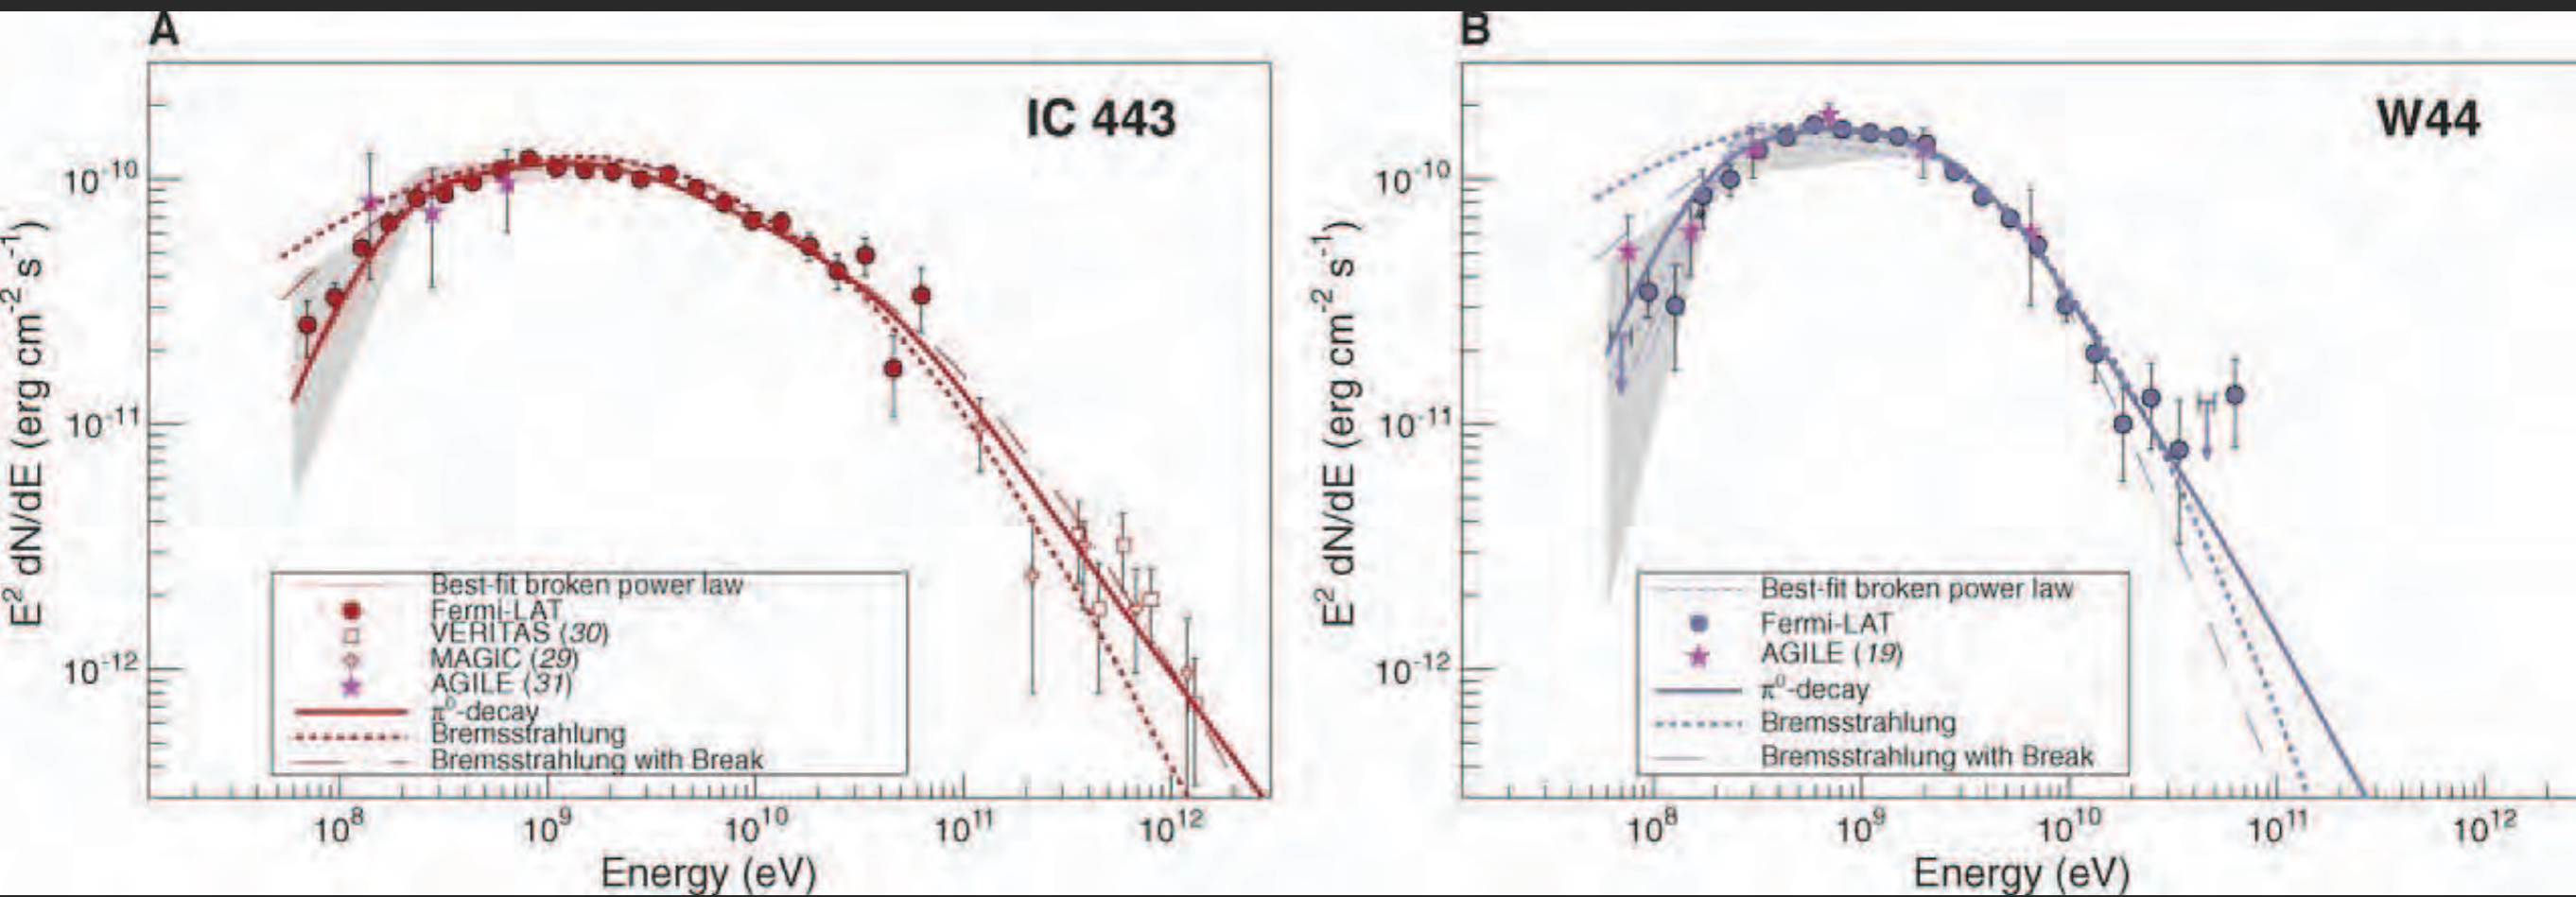 A
IC 443
E² dN/dE (erg cm⁻² s⁻¹)
10⁻¹⁰
10⁻¹¹
10⁻¹²
Best-fit broken power law
Fermi-LAT
VERITAS (30)
MAGIC (29)
AGILE (31)
π⁰-decay
Bremsstrahlung
Bremsstrahlung with Break
10⁸ 10⁹ 10¹⁰ 10¹¹ 10¹²
Energy (eV)
B
W44
E² dN/dE (erg cm⁻² s⁻¹)
10⁻¹⁰
10⁻¹¹
10⁻¹²
Best-fit broken power law
Fermi-LAT
AGILE (19)
π⁰-decay
Bremsstrahlung
Bremsstrahlung with Break
10⁸ 10⁹ 10¹⁰ 10¹¹ 10¹²
Energy (eV)